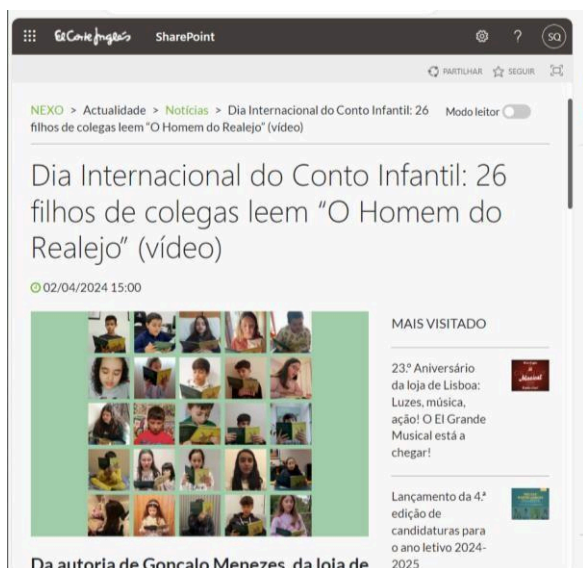 El Corte Inglés SharePoint ? SQ
PARTILHAR SEGUIR
NEXO > Actualidade > Notícias > Dia Internacional do Conto Infantil: 26
filhos de colegas leem “O Homem do Realejo” (vídeo)
Modo leitor
Dia Internacional do Conto Infantil: 26
filhos de colegas leem “O Homem do
Realejo” (vídeo)
02/04/2024 15:00
MAIS VISITADO
23.º Aniversário
da loja de Lisboa:
Luzes, música,
ação! O El Grande
Musical está a
chegar!
Musical
Lançamento da 4.ª
edição de
candidaturas para
o ano letivo 2024-
2025
Da autoria de Gonçalo Menezes, da loja de